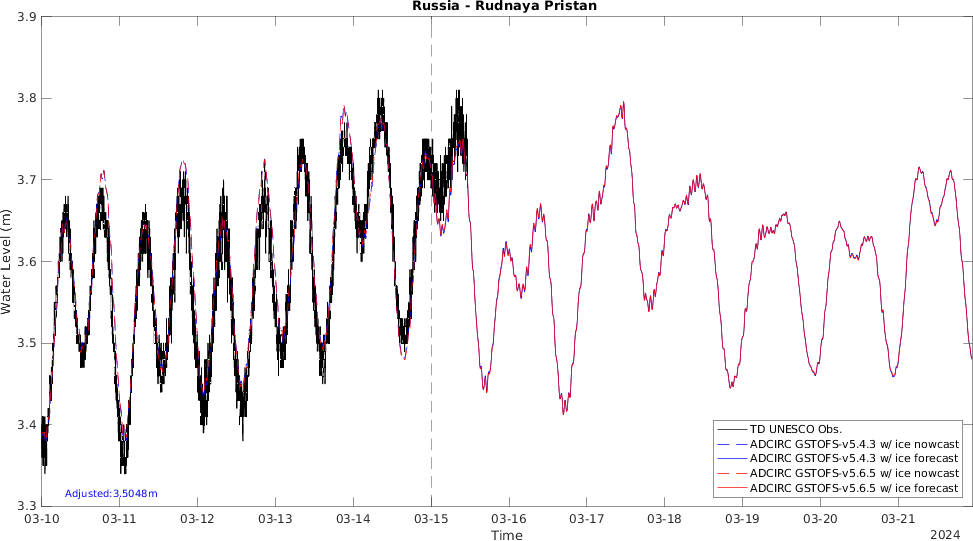 Russia - Rudnaya Pristan
3.9
3.8
3.7
3.6
3.5
3.4
3.3
Water Level (m)
Adjusted:3.5048m
TD UNESCO Obs.
ADCIRC GSTOFS-v5.4.3 w/ ice nowcast
ADCIRC GSTOFS-v5.4.3 w/ ice forecast
ADCIRC GSTOFS-v5.6.5 w/ ice nowcast
ADCIRC GSTOFS-v5.6.5 w/ ice forecast
03-10 03-11 03-12 03-13 03-14 03-15 03-16 03-17 03-18 03-19 03-20 03-21
Time
2024